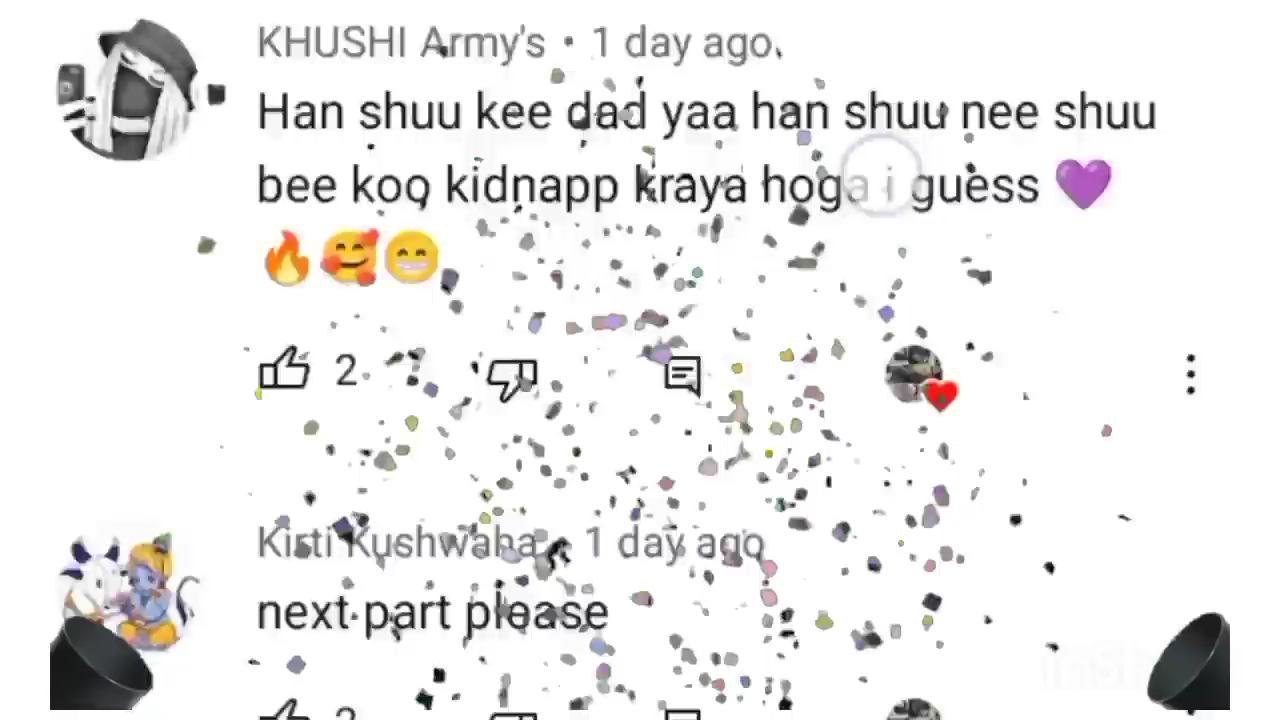 KHUSHI Army's • 1 day ago
Han shuu kee dad yaa han shuu nee shuu
bee koo kidnapp kraya hoga i guess 💜
🔥🥰😁
2
Kirti Kushwaha • 1 day ago
next part please
2